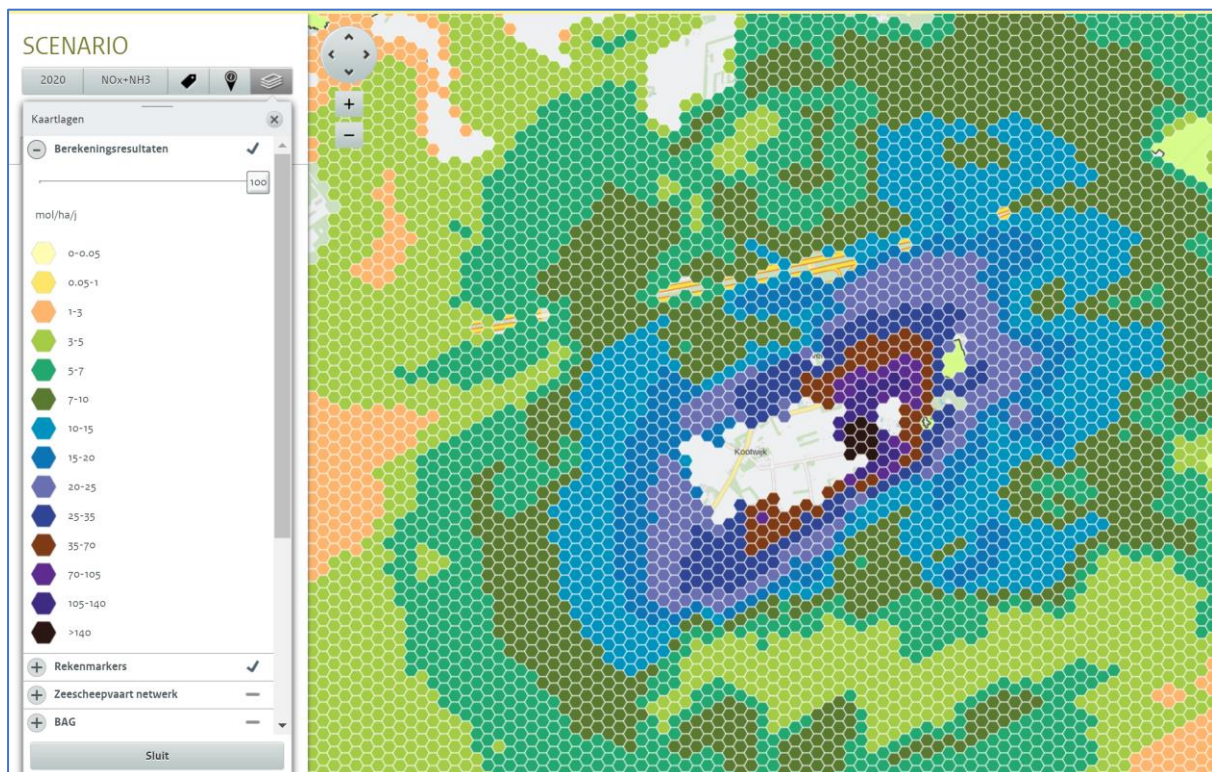 SCENARIO
2020 NOx+NH3
Kaartlagen
Berekeningsresultaten
100
mol/ha/j
0-0.05
0.05-1
1-3
3-5
5-7
7-10
10-15
15-20
20-25
25-35
35-70
70-105
105-140
>140
Rekenmarkers
Zeescheepvaart netwerk
BAG
Sluit
Kootwijk